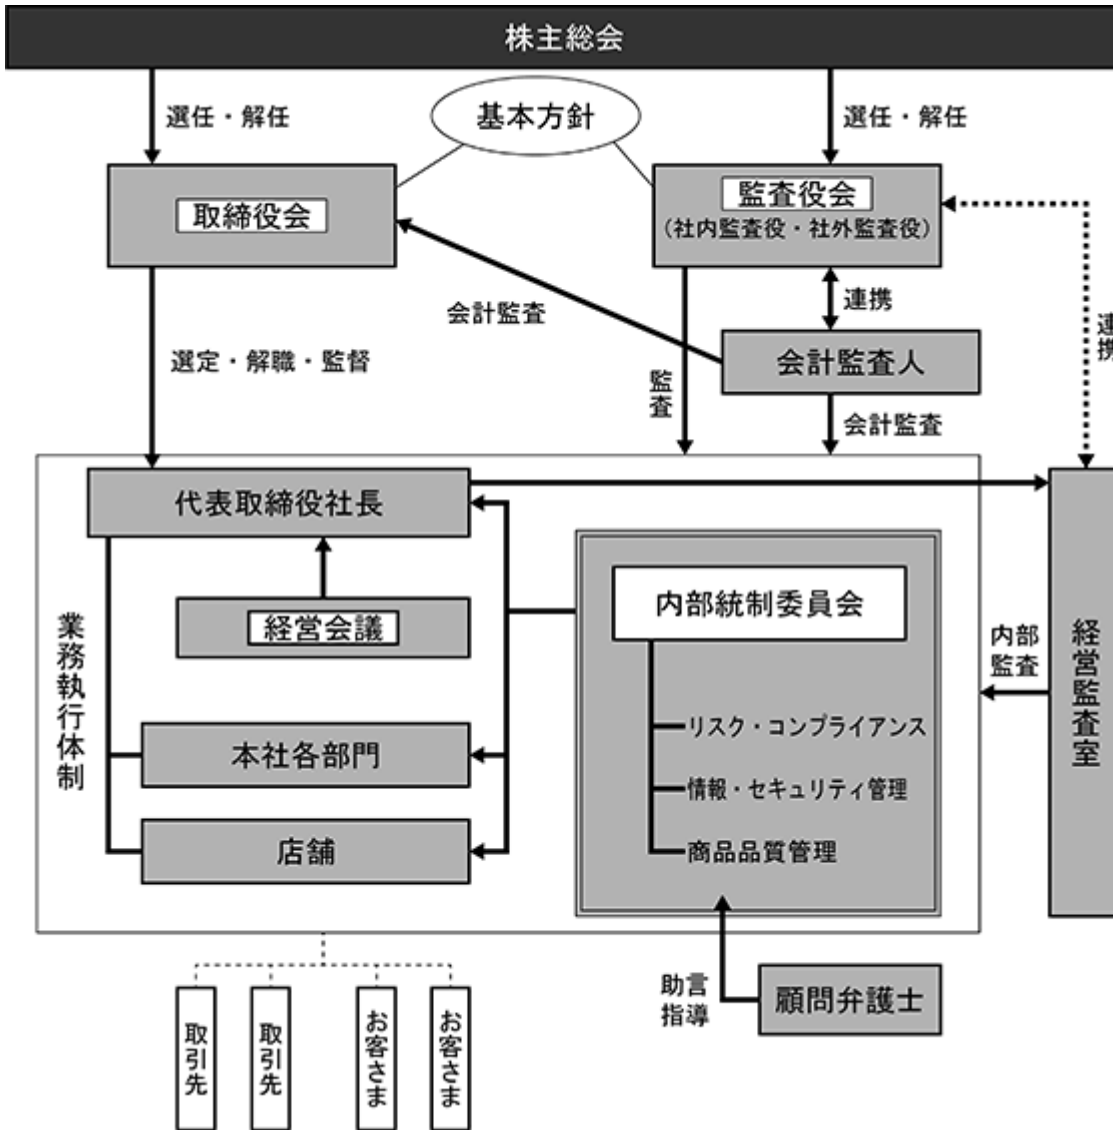 株主総会
選任・解任
基本方針
選任・解任
取締役会
監査役会
(社内監査役・社外監査役)
会計監査
連携
連携
選定・解職・監督
監査
会計監査人
会計監査
代表取締役社長
経営会議
内部統制委員会
業務執行体制
内部
監査
経営監査室
リスク・コンプライアンス
本社各部門
情報・セキュリティ管理
店舗
商品品質管理
助言
指導
顧問弁護士
取引先
取引先
お客さま
お客さま